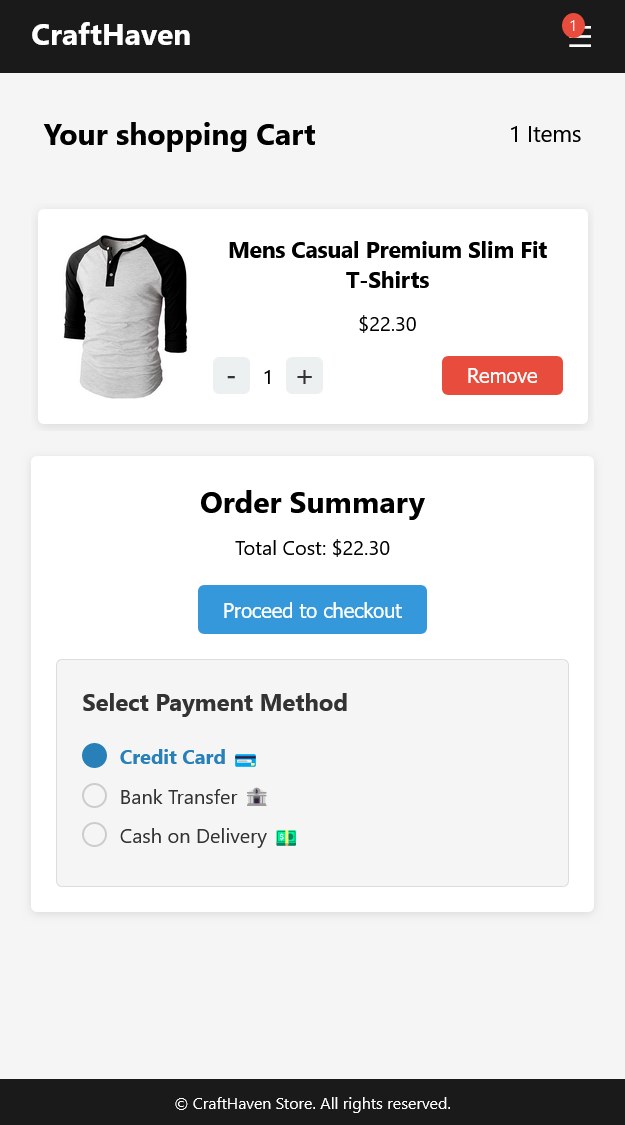 CraftHaven
1
Your shopping Cart
1 Items
Mens Casual Premium Slim Fit
T-Shirts
$22.30
- 1 +
Remove
Order Summary
Total Cost: $22.30
Proceed to checkout
Select Payment Method
Credit Card 💳
Bank Transfer 🏦
Cash on Delivery 💵
© CraftHaven Store. All rights reserved.